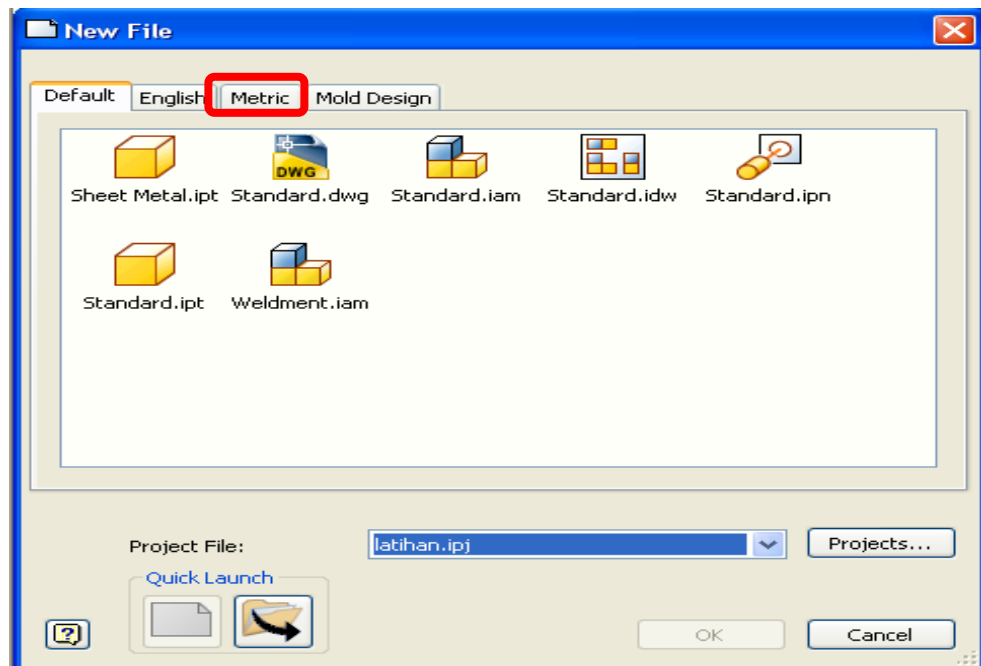 New File
Default English Metric Mold Design
DWG
Sheet Metal.ipt Standard.dwg Standard.iam Standard.idw Standard.ipn
Standard.ipt Weldment.iam
Project File: latihan.ipj Projects...
Quick Launch
OK Cancel